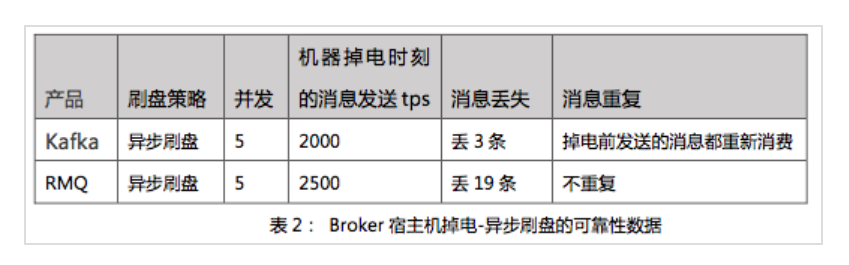 产品 刷盘策略 并发 机器掉电时刻的消息发送 tps 消息丢失 消息重复
Kafka 异步刷盘 5 2000 丢 3 条 掉电前发送的消息都重新消费
RMQ 异步刷盘 5 2500 丢 19 条 不重复
表 2： Broker 宿主机掉电-异步刷盘的可靠性数据